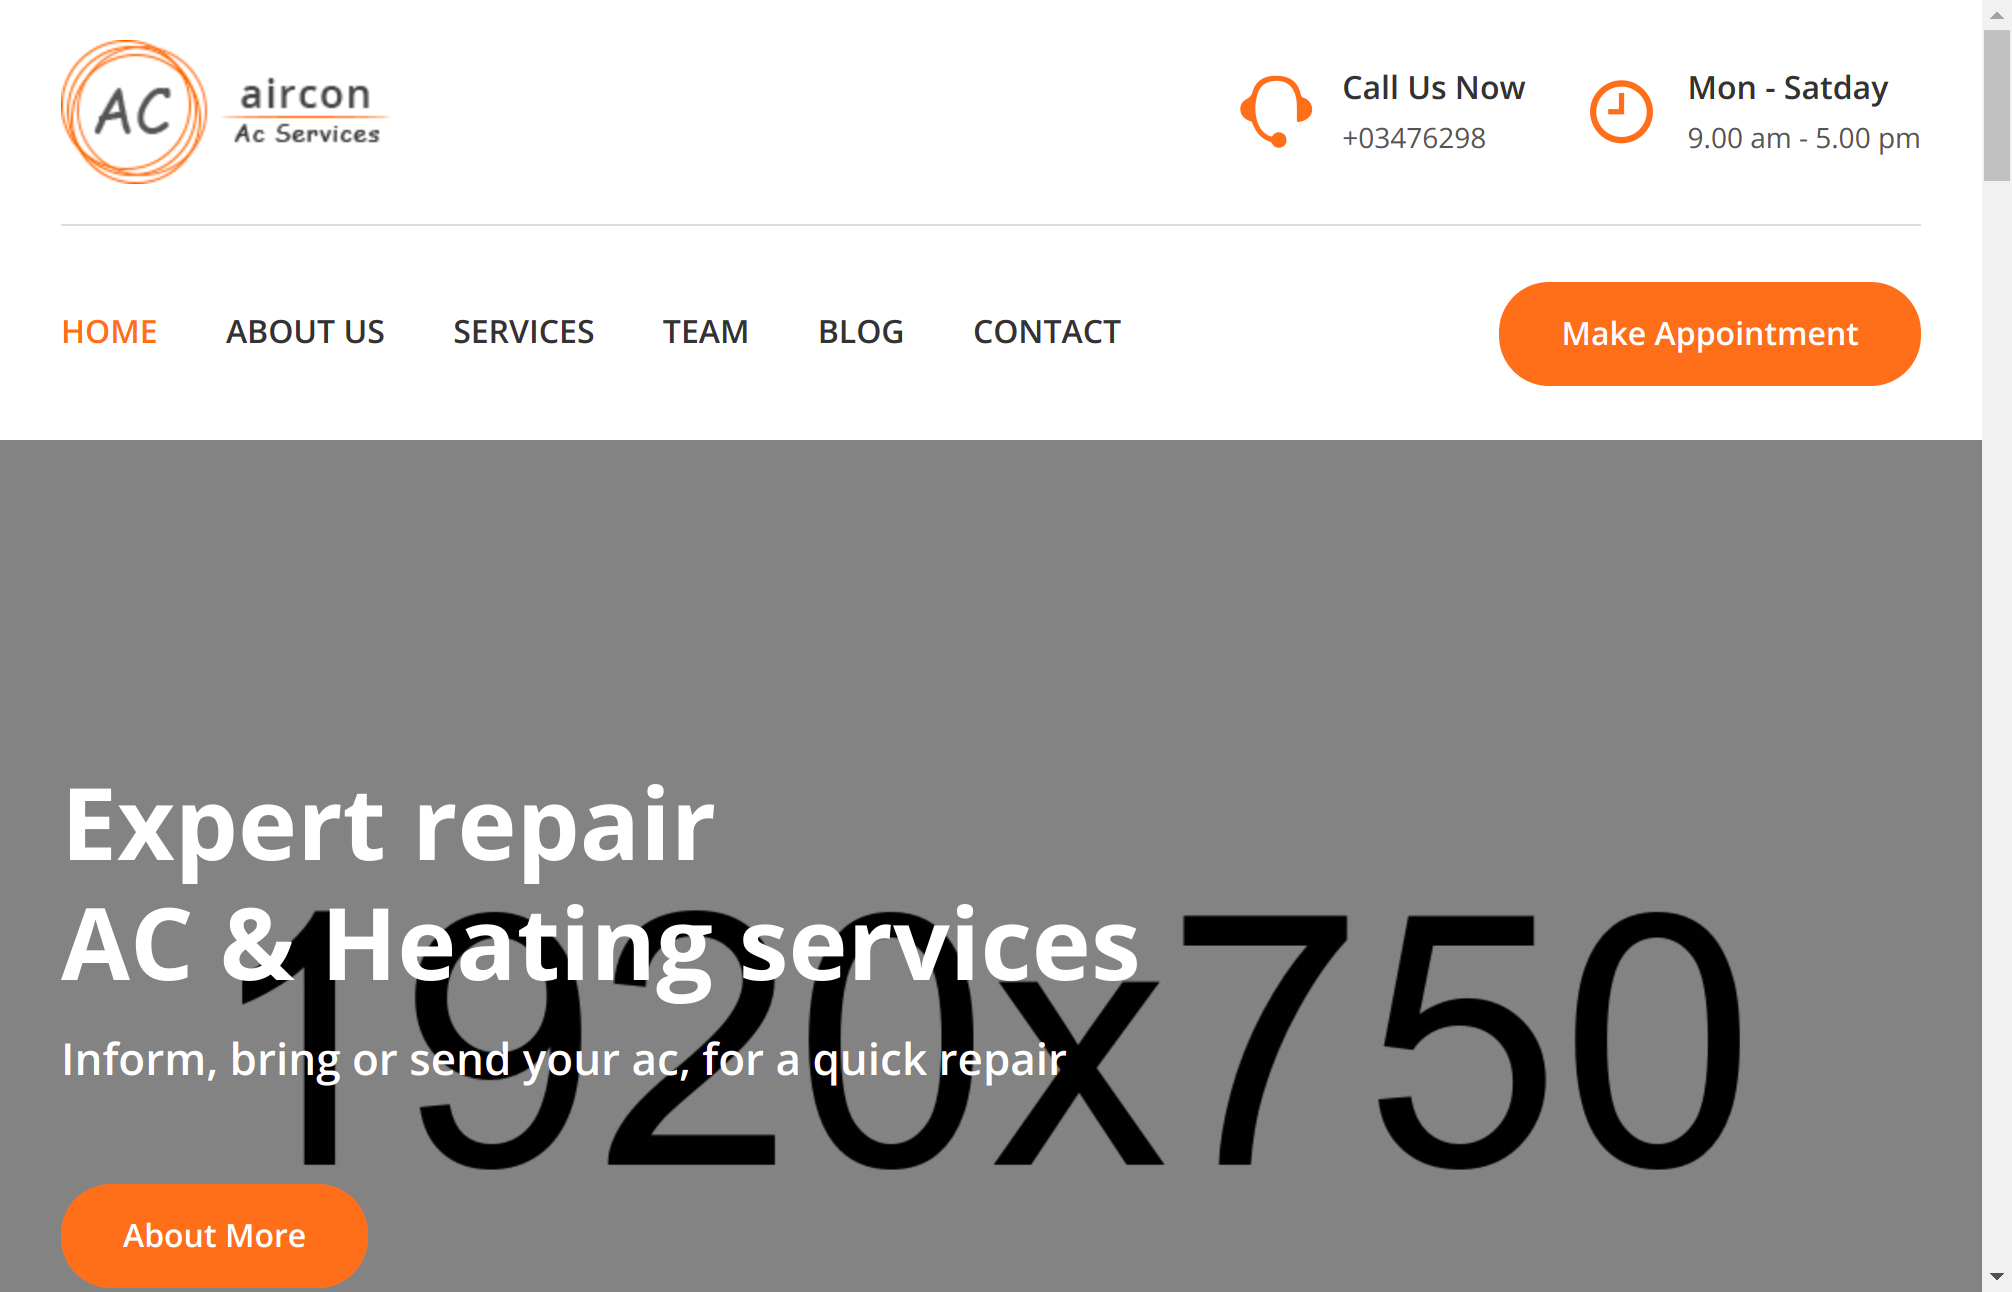 AC
aircon
Ac Services
Call Us Now
+03476298
Mon - Satday
9.00 am - 5.00 pm
HOME ABOUT US SERVICES TEAM BLOG CONTACT
Make Appointment
Expert repair
AC & Heating services
1920x750
Inform, bring or send your ac, for a quick repair
About More